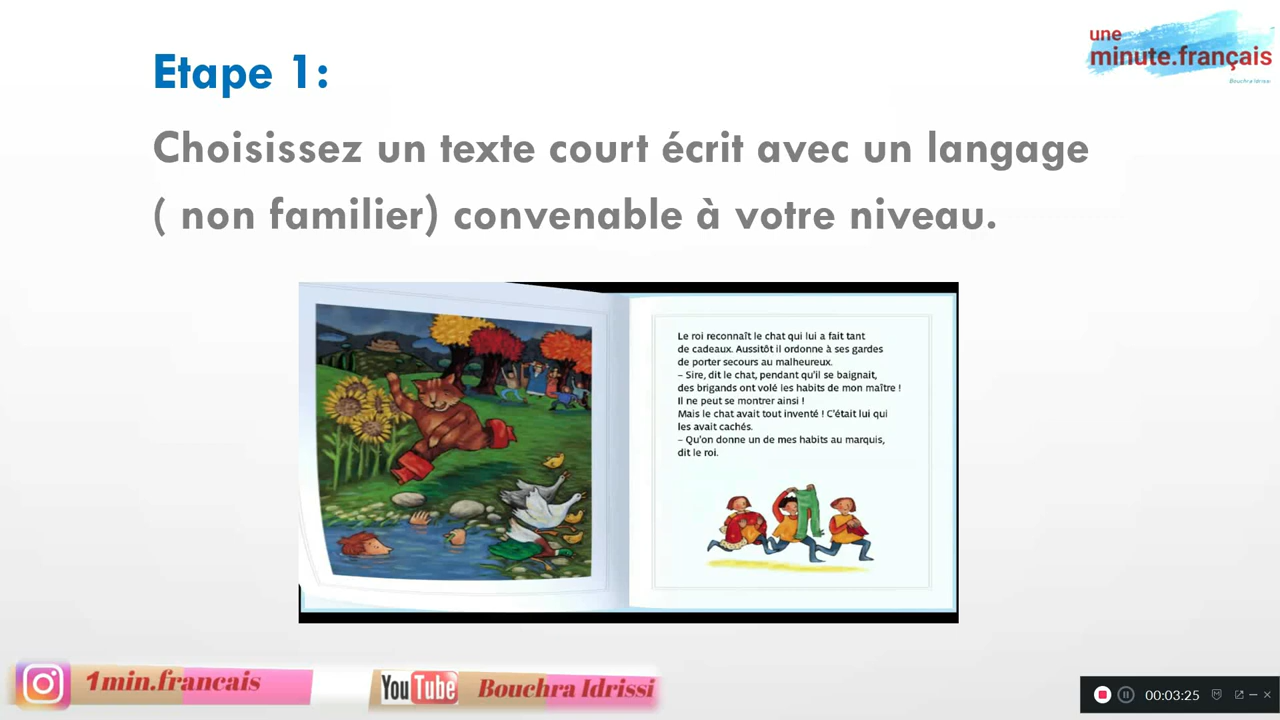 Etape 1:
Choisissez un texte court écrit avec un langage
( non familier) convenable à votre niveau.
une
minute.français
Bouchra Idrissi
Le roi reconnaît le chat qui lui a fait tant
de cadeaux. Aussitôt il ordonne à ses gardes
de porter secours au malheureux.
– Sire, dit le chat, pendant qu'il se baignait,
des brigands ont volé les habits de mon maître !
Il ne peut se montrer ainsi !
Mais le chat avait tout inventé ! C'était lui qui
les avait cachés.
– Qu'on donne un de mes habits au marquis,
dit le roi.
1min.francais
YouTube
Bouchra Idrissi
00:03:25